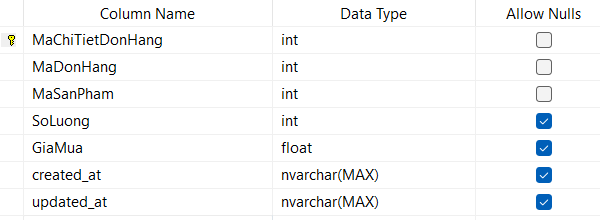 Column Name Data Type Allow Nulls
MaChiTietDonHang int
MaDonHang int
MaSanPham int
SoLuong int
GiaMua float
created_at nvarchar(MAX)
updated_at nvarchar(MAX)